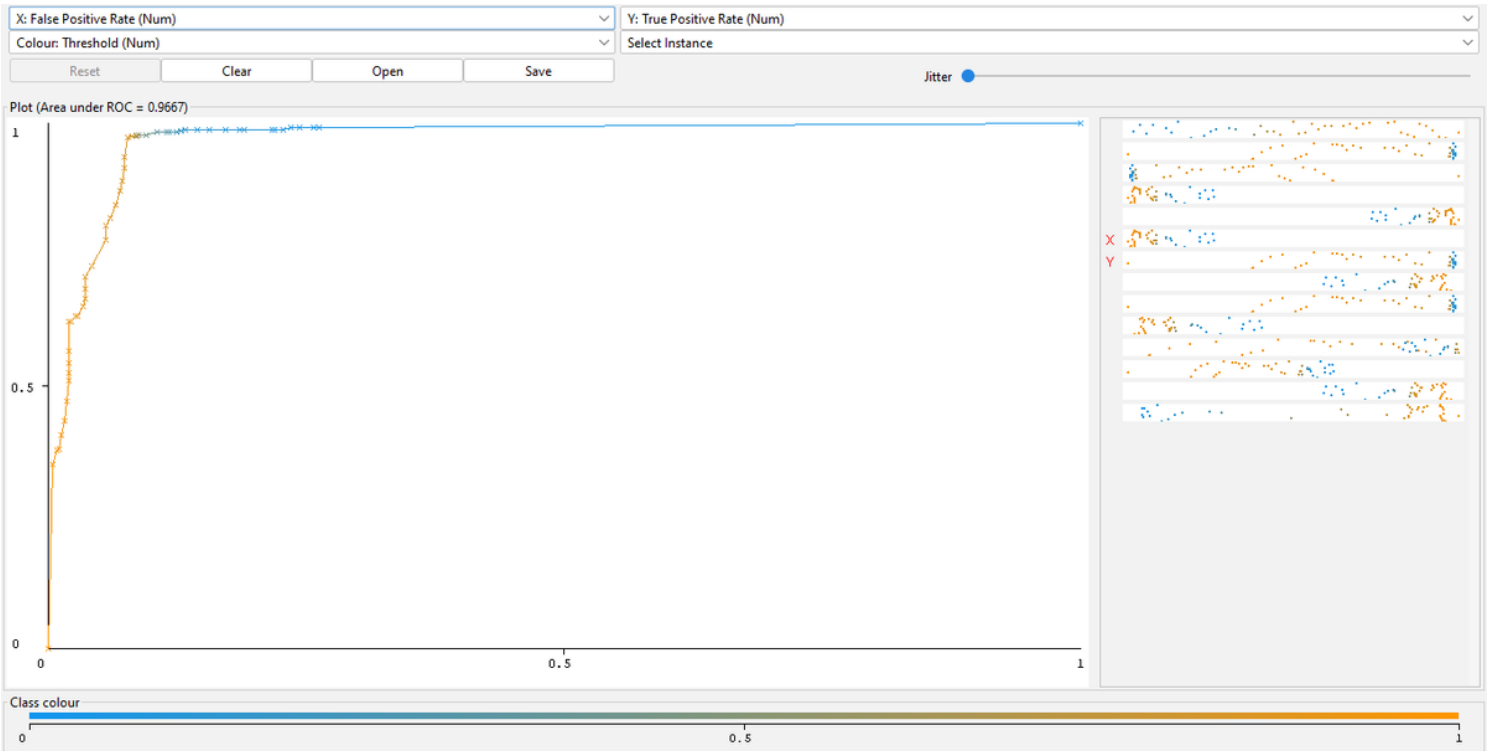 X: False Positive Rate (Num)
Y: True Positive Rate (Num)
Colour: Threshold (Num)
Select Instance
Reset
Clear
Open
Save
Jitter
Plot (Area under ROC = 0.9667)
1
0.5
0
0
0.5
1
X
Y
Class colour
0
0.5
1